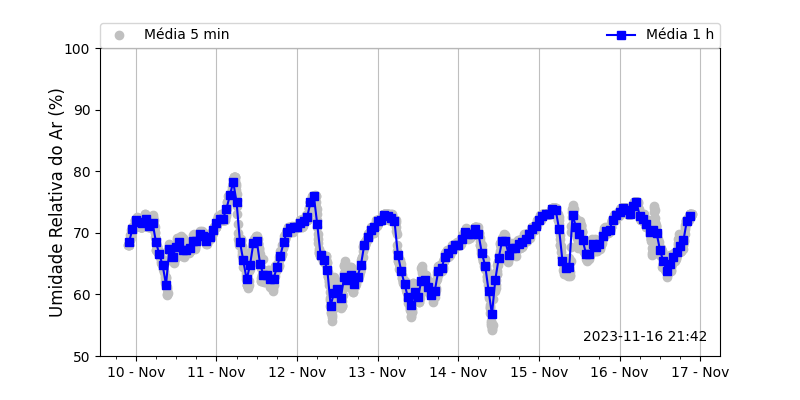 Média 5 min
Média 1 h
Umidade Relativa do Ar (%)
100
90
80
70
60
50
2023-11-16 21:42
10 - Nov
11 - Nov
12 - Nov
13 - Nov
14 - Nov
15 - Nov
16 - Nov
17 - Nov